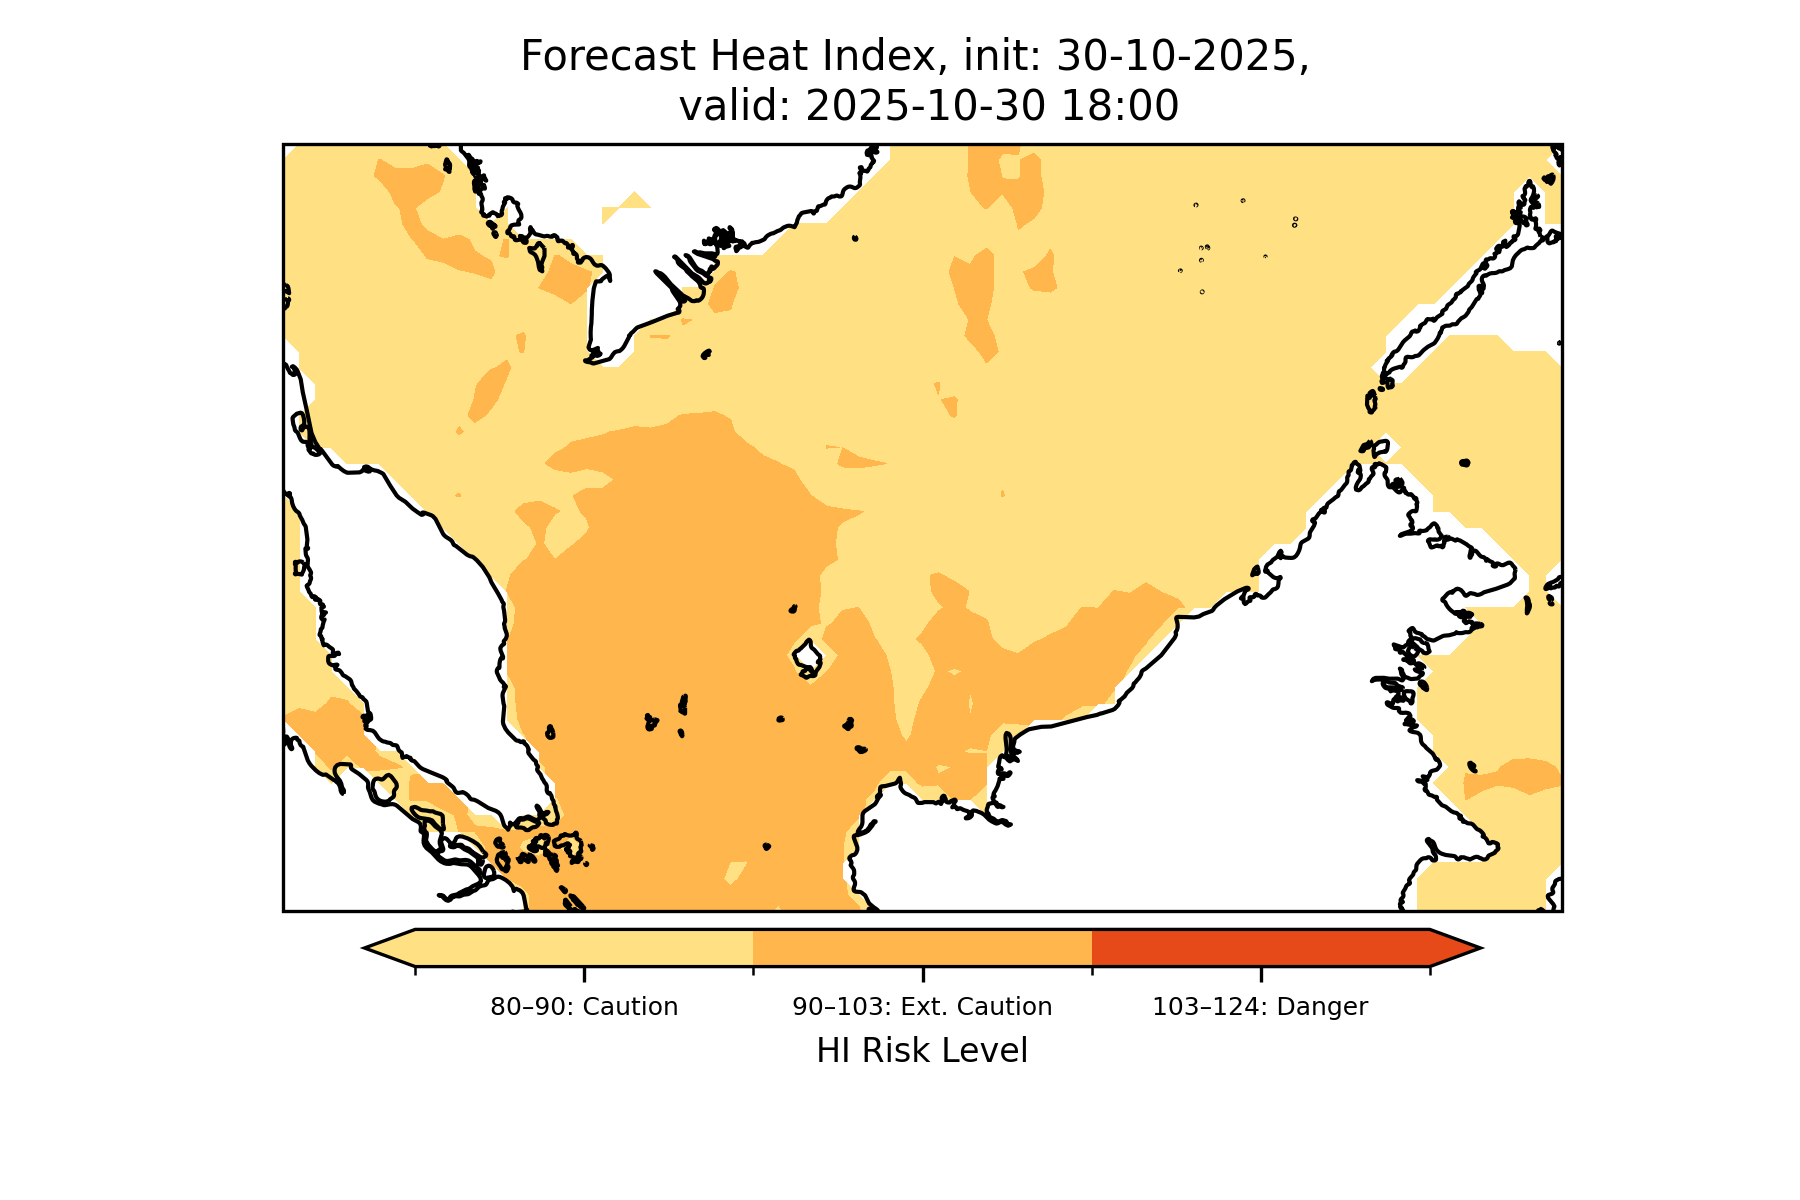 Forecast Heat Index, init: 30-10-2025,
valid: 2025-10-30 18:00
80–90: Caution
90–103: Ext. Caution
103–124: Danger
HI Risk Level